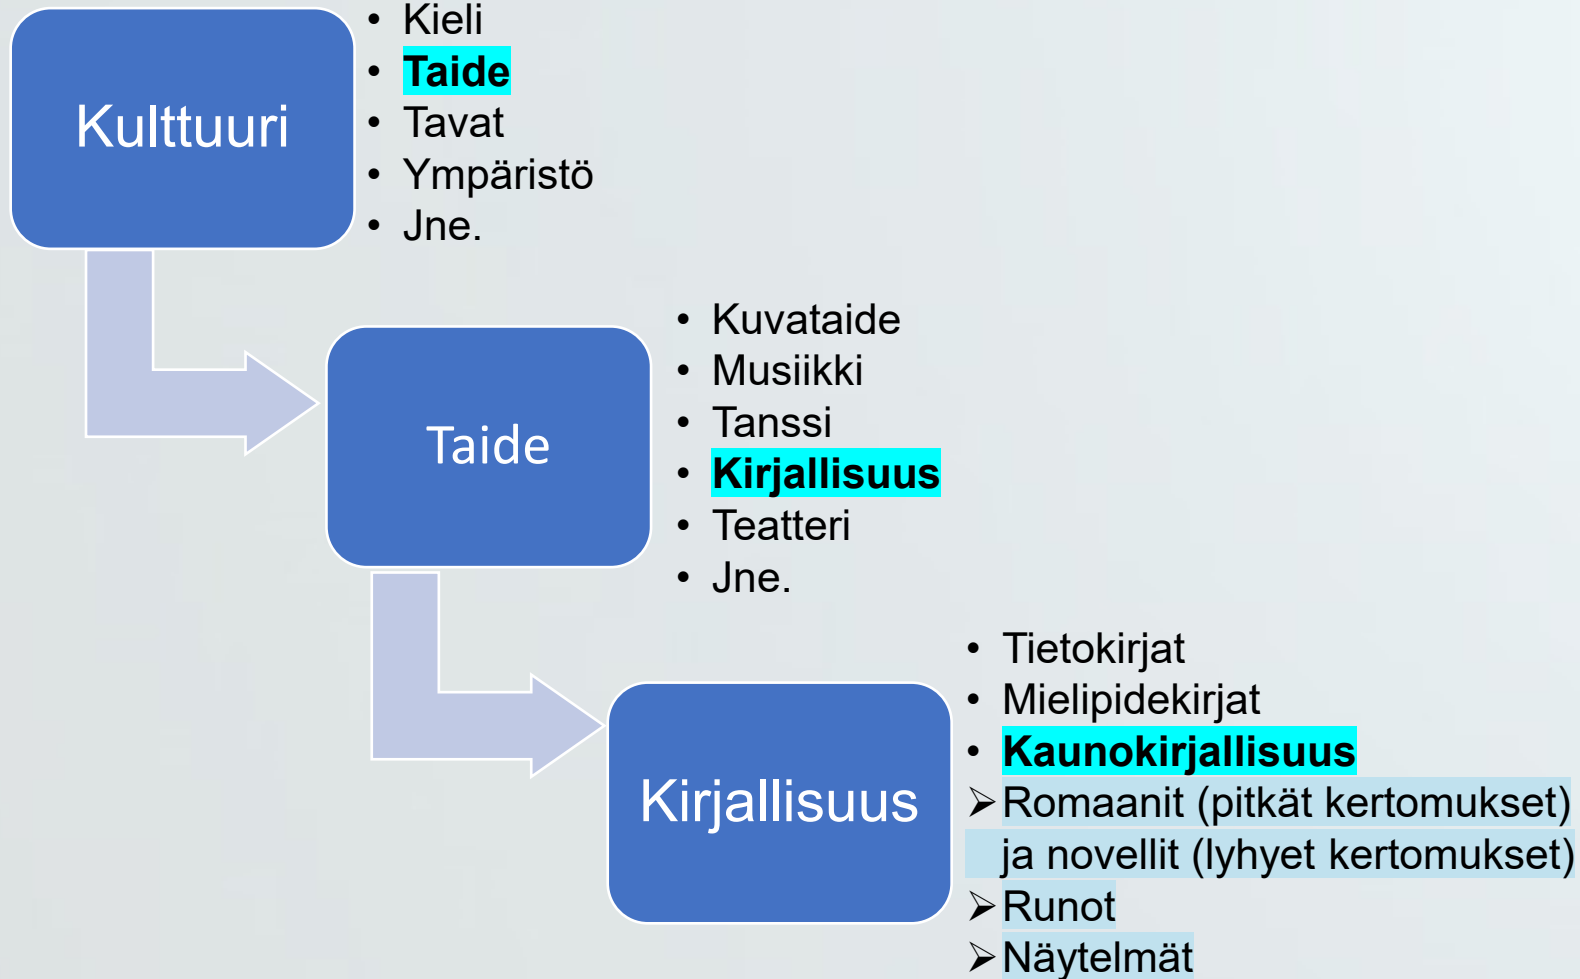 Kulttuuri
• Kieli
• Taide
• Tavat
• Ympäristö
• Jne.
Taide
• Kuvataide
• Musiikki
• Tanssi
• Kirjallisuus
• Teatteri
• Jne.
Kirjallisuus
• Tietokirjat
• Mielipidekirjat
• Kaunokirjallisuus
➢ Romaanit (pitkät kertomukset)
ja novellit (lyhyet kertomukset)
➢ Runot
➢ Näytelmät